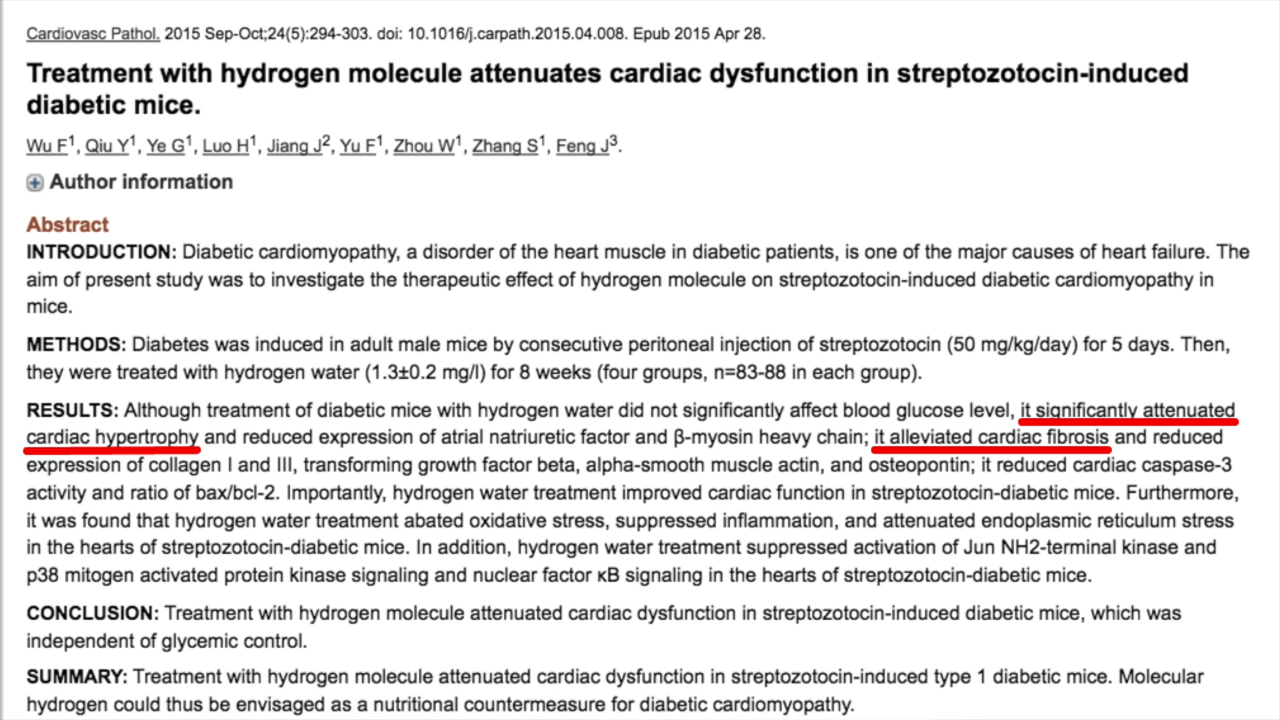 Cardiovasc Pathol. 2015 Sep-Oct;24(5):294-303. doi: 10.1016/j.carpath.2015.04.008. Epub 2015 Apr 28.
Treatment with hydrogen molecule attenuates cardiac dysfunction in streptozotocin-induced
diabetic mice.
Wu F1, Qiu Y1, Ye G1, Luo H1, Jiang J2, Yu F1, Zhou W1, Zhang S1, Feng J3.
Author information
Abstract
INTRODUCTION: Diabetic cardiomyopathy, a disorder of the heart muscle in diabetic patients, is one of the major causes of heart failure. The
aim of present study was to investigate the therapeutic effect of hydrogen molecule on streptozotocin-induced diabetic cardiomyopathy in
mice.
METHODS: Diabetes was induced in adult male mice by consecutive peritoneal injection of streptozotocin (50 mg/kg/day) for 5 days. Then,
they were treated with hydrogen water (1.3±0.2 mg/l) for 8 weeks (four groups, n=83-88 in each group).
RESULTS: Although treatment of diabetic mice with hydrogen water did not significantly affect blood glucose level, it significantly attenuated
cardiac hypertrophy and reduced expression of atrial natriuretic factor and β-myosin heavy chain; it alleviated cardiac fibrosis and reduced
expression of collagen I and III, transforming growth factor beta, alpha-smooth muscle actin, and osteopontin; it reduced cardiac caspase-3
activity and ratio of bax/bcl-2. Importantly, hydrogen water treatment improved cardiac function in streptozotocin-diabetic mice. Furthermore,
it was found that hydrogen water treatment abated oxidative stress, suppressed inflammation, and attenuated endoplasmic reticulum stress
in the hearts of streptozotocin-diabetic mice. In addition, hydrogen water treatment suppressed activation of Jun NH2-terminal kinase and
p38 mitogen activated protein kinase signaling and nuclear factor κB signaling in the hearts of streptozotocin-diabetic mice.
CONCLUSION: Treatment with hydrogen molecule attenuated cardiac dysfunction in streptozotocin-induced diabetic mice, which was
independent of glycemic control.
SUMMARY: Treatment with hydrogen molecule attenuated cardiac dysfunction in streptozotocin-induced type 1 diabetic mice. Molecular
hydrogen could thus be envisaged as a nutritional countermeasure for diabetic cardiomyopathy.